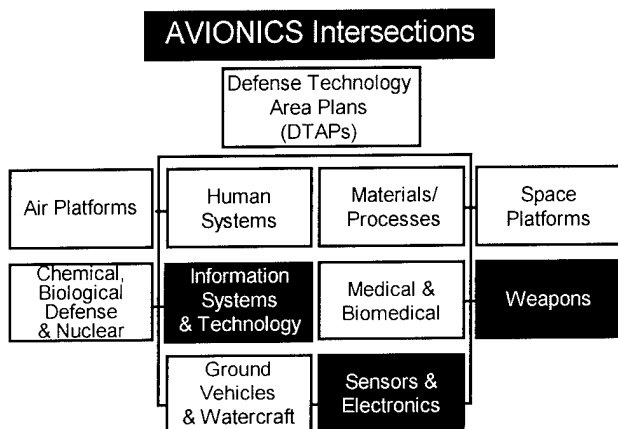 AVIONICS Intersections
Defense Technology
Area Plans
(DTAPs)
Air Platforms
Human
Systems
Materials/
Processes
Space
Platforms
Chemical,
Biological
Defense
& Nuclear
Information
Systems
& Technology
Medical &
Biomedical
Weapons
Ground
Vehicles
& Watercraft
Sensors &
Electronics